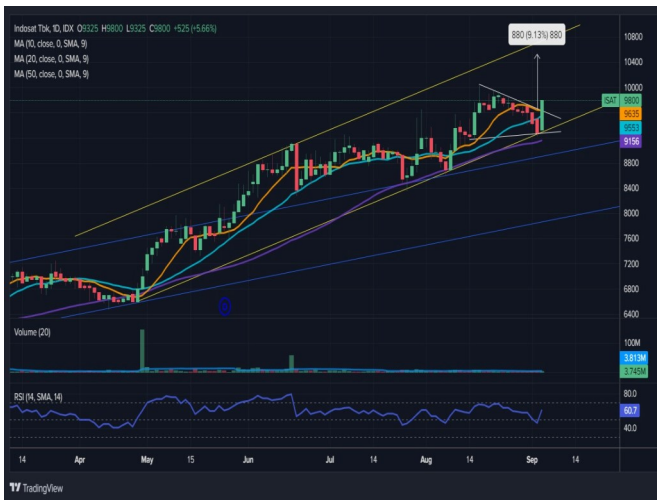 Indosat Tbk, 1D, IDX O9325 H9800 L9325 C9800 +525 (+5.66%)
MA (10, close, 0, SMA, 9)
MA (20, close, 0, SMA, 9)
MA (50, close, 0, SMA, 9)
880 (9.13%) 880
10800
10400
10000
ISAT 9800
9635
9553
9156
8800
8400
8000
7600
7200
6800
6400
Volume (20)
100M
3.813M
3.745M
RSI (14, SMA, 14)
80.0
60.7
40.0
14 Apr May 15 Jun Jul 14 Aug 14 Sep 14
TradingView